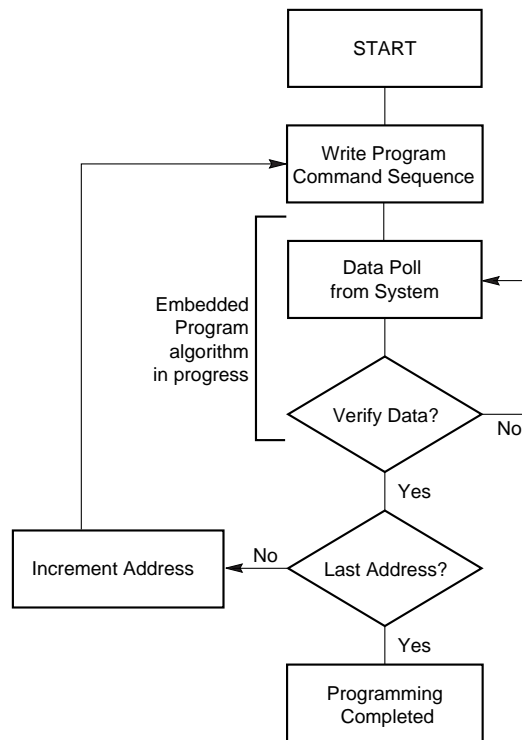 START
Write Program
Command Sequence
Data Poll
from System
Embedded
Program
algorithm
in progress
Verify Data?
No
Yes
Last Address?
No
Increment Address
Yes
Programming
Completed